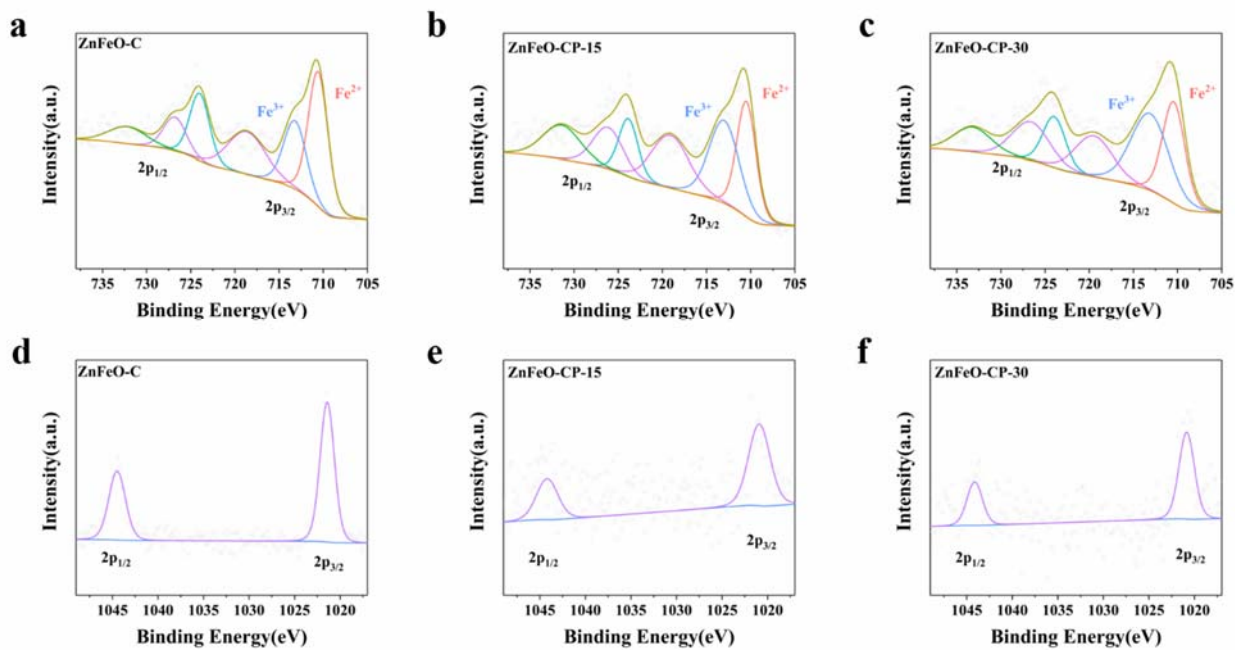 a
ZnFeO-C
Fe³⁺
Fe²⁺
2p₁/₂
2p₃/₂
Intensity(a.u.)
735 730 725 720 715 710 705
Binding Energy(eV)
b
ZnFeO-CP-15
Fe³⁺
Fe²⁺
2p₁/₂
2p₃/₂
Intensity(a.u.)
735 730 725 720 715 710 705
Binding Energy(eV)
c
ZnFeO-CP-30
Fe³⁺
Fe²⁺
2p₁/₂
2p₃/₂
Intensity(a.u.)
735 730 725 720 715 710 705
Binding Energy(eV)
d
ZnFeO-C
2p₁/₂
2p₃/₂
Intensity(a.u.)
1045 1040 1035 1030 1025 1020
Binding Energy(eV)
e
ZnFeO-CP-15
2p₁/₂
2p₃/₂
Intensity(a.u.)
1045 1040 1035 1030 1025 1020
Binding Energy(eV)
f
ZnFeO-CP-30
2p₁/₂
2p₃/₂
Intensity(a.u.)
1045 1040 1035 1030 1025 1020
Binding Energy(eV)